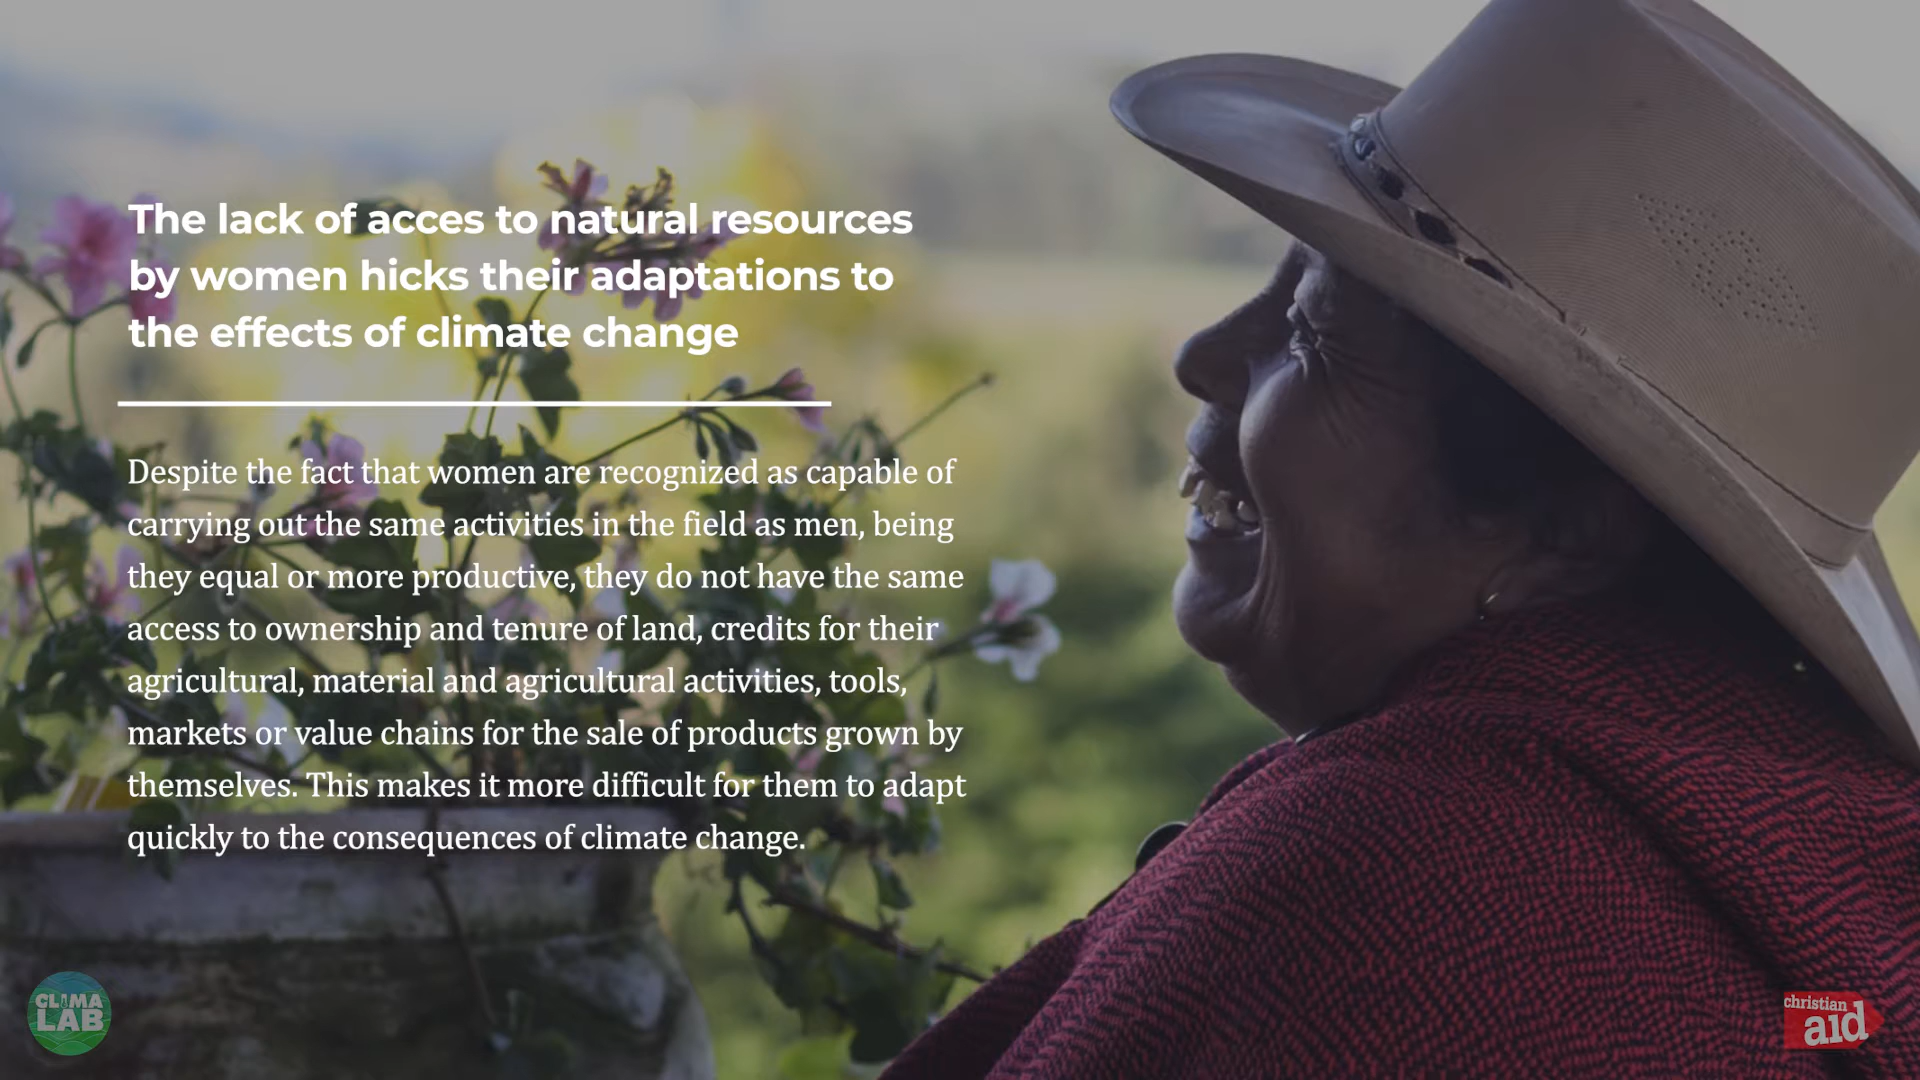 The lack of acces to natural resources
by women hicks their adaptations to
the effects of climate change
Despite the fact that women are recognized as capable of
carrying out the same activities in the field as men, being
they equal or more productive, they do not have the same
access to ownership and tenure of land, credits for their
agricultural, material and agricultural activities, tools,
markets or value chains for the sale of products grown by
themselves. This makes it more difficult for them to adapt
quickly to the consequences of climate change.
CLIMA
LAB
christian
aid